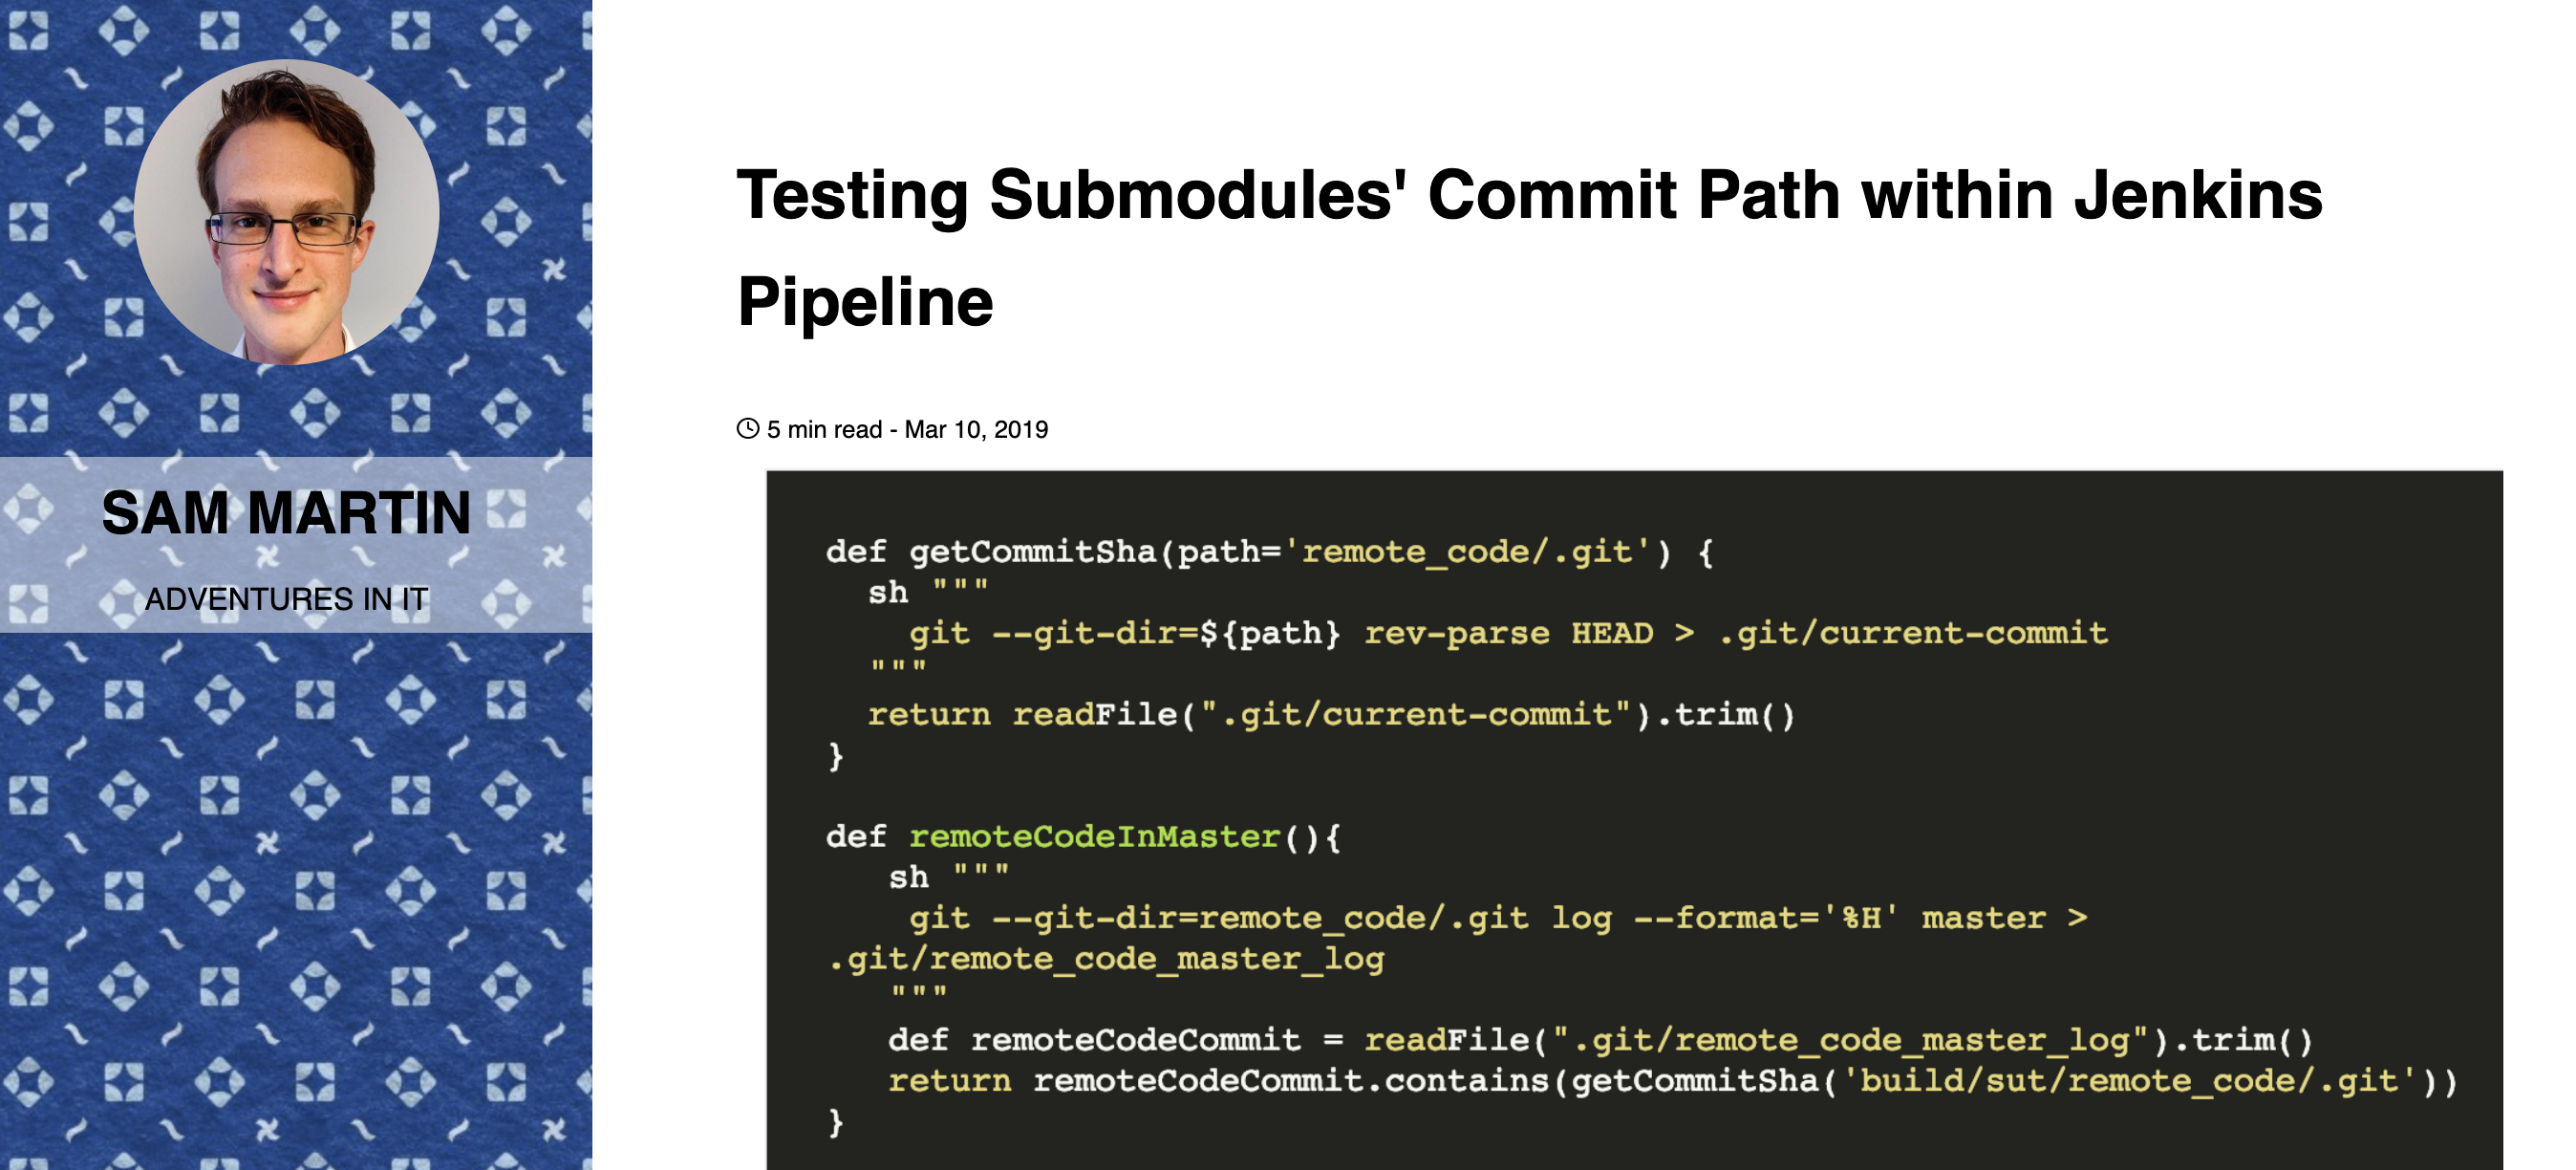 SAM MARTIN
ADVENTURES IN IT
Testing Submodules' Commit Path within Jenkins
Pipeline
5 min read - Mar 10, 2019
def getCommitSha(path='remote_code/.git') {
  sh """
    git --git-dir=${path} rev-parse HEAD > .git/current-commit
  """
  return readFile(".git/current-commit").trim()
}
def remoteCodeInMaster(){
   sh """
    git --git-dir=remote_code/.git log --format='%H' master >
.git/remote_code_master_log
   """
   def remoteCodeCommit = readFile(".git/remote_code_master_log").trim()
   return remoteCodeCommit.contains(getCommitSha('build/sut/remote_code/.git'))
}